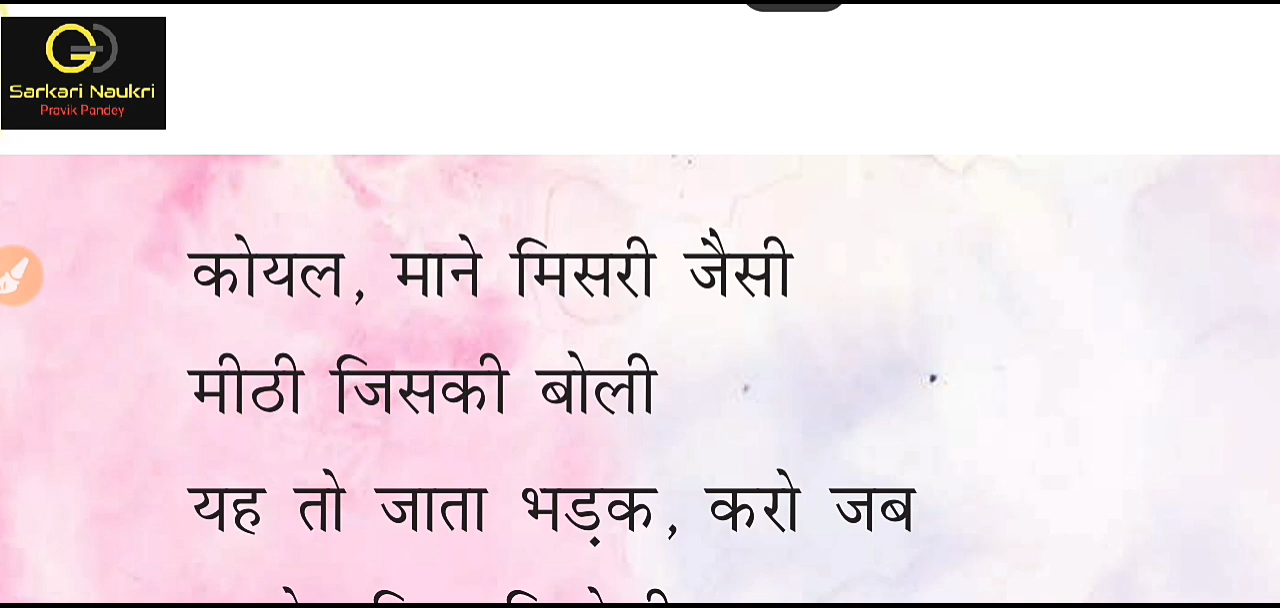 Sarkari Naukri
Pravik Pandey
कोयल, माने मिसरी जैसी
मीठी जिसकी बोली
यह तो जाता भड़क, करो जब